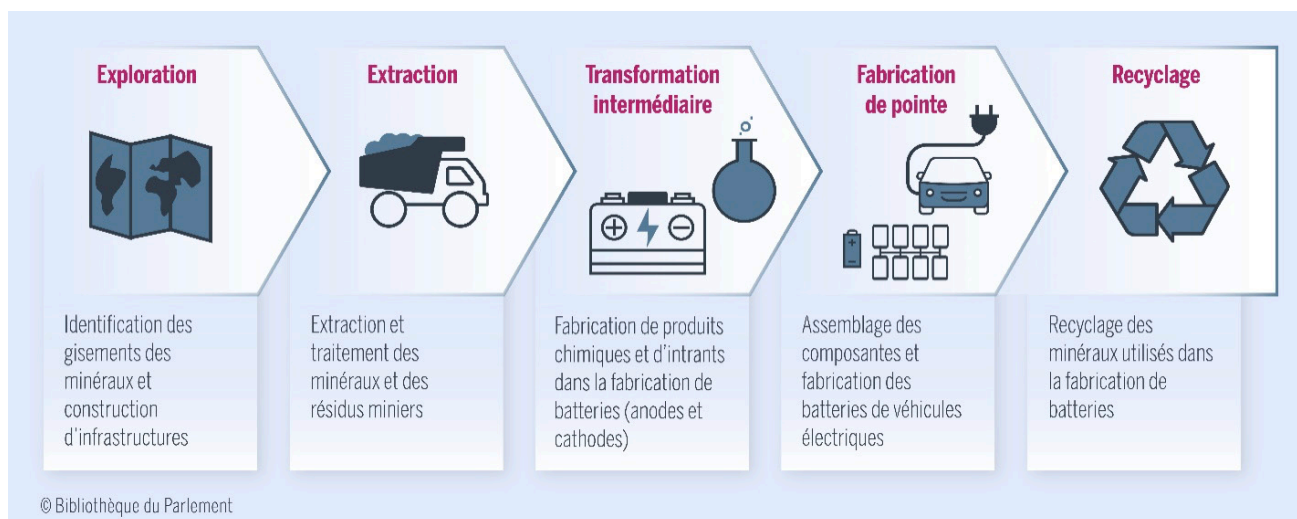 Exploration
Identification des
gisements des
minéraux et
construction
d'infrastructures
Extraction
Extraction et
traitement des
minéraux et des
résidus miniers
Transformation
intermédiaire
Fabrication de produits
chimiques et d'intrants
dans la fabrication de
batteries (anodes et
cathodes)
Fabrication
de pointe
Assemblage des
composantes et
fabrication des
batteries de véhicules
électriques
Recyclage
Recyclage des
minéraux utilisés dans
la fabrication de
batteries
© Bibliothèque du Parlement